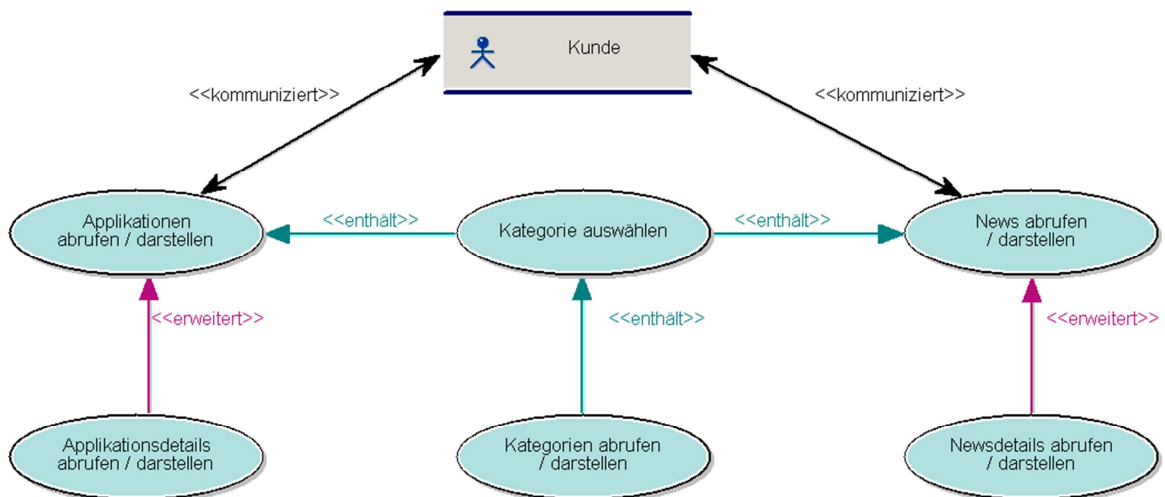 Kunde
<<kommuniziert>>
<<kommuniziert>>
Applikationen
abrufen / darstellen
<<enthält>>
Kategorie auswählen
<<enthält>>
News abrufen
/ darstellen
<<erweitert>>
<<enthält>>
<<erweitert>>
Applikationsdetails
abrufen / darstellen
Kategorien abrufen
/ darstellen
Newsdetails abrufen
/ darstellen